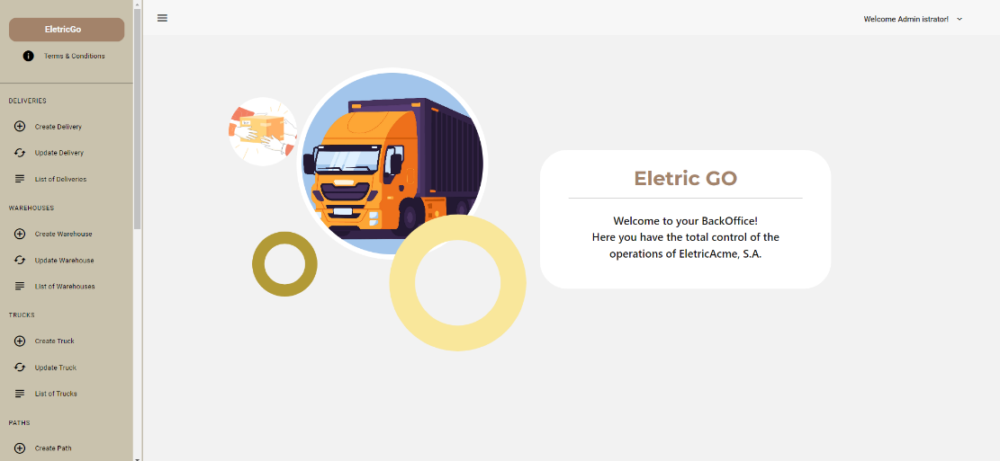 EletricGo
Terms & Conditions
DELIVERIES
Create Delivery
Update Delivery
List of Deliveries
WAREHOUSES
Create Warehouse
Update Warehouse
List of Warehouses
TRUCKS
Create Truck
Update Truck
List of Trucks
PATHS
Create Path
Welcome Admin istrator!
Eletric GO
Welcome to your BackOffice!
Here you have the total control of the
operations of EletricAcme, S.A.